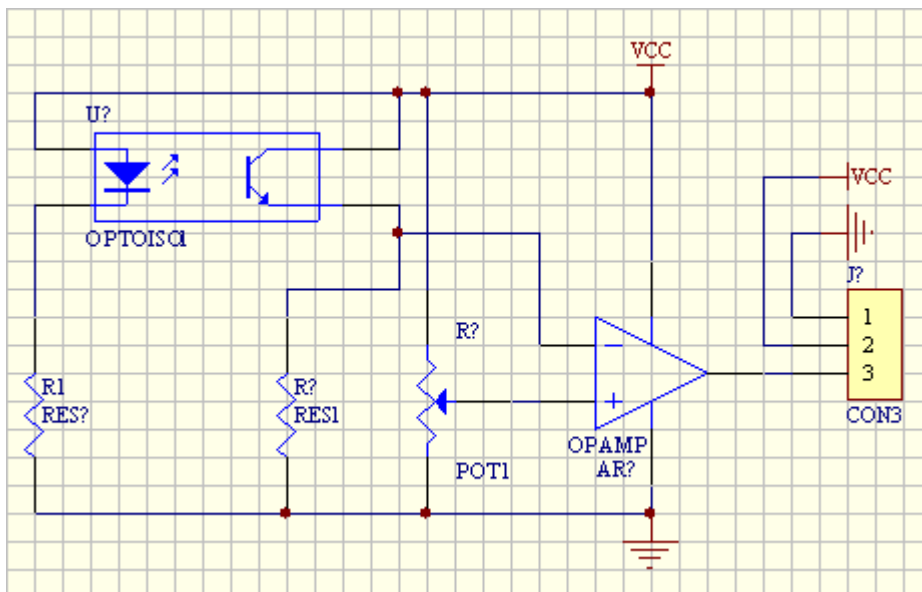 VCC
U?
OPTOISO1
VCC
J?
1
2
3
CON3
R?
R1
RES?
R?
RES1
POT1
OPAMP
AR?